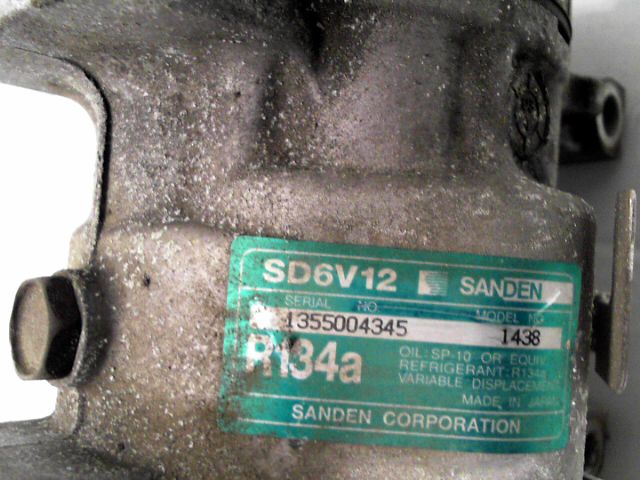 SD6V12 SANDEN
SERIAL NO. MODEL NO.
1355004345 1438
R134a
OIL: SP-10 OR EQUIV.
REFRIGERANT: R134a
VARIABLE DISPLACEMENT
MADE IN JAPAN
SANDEN CORPORATION